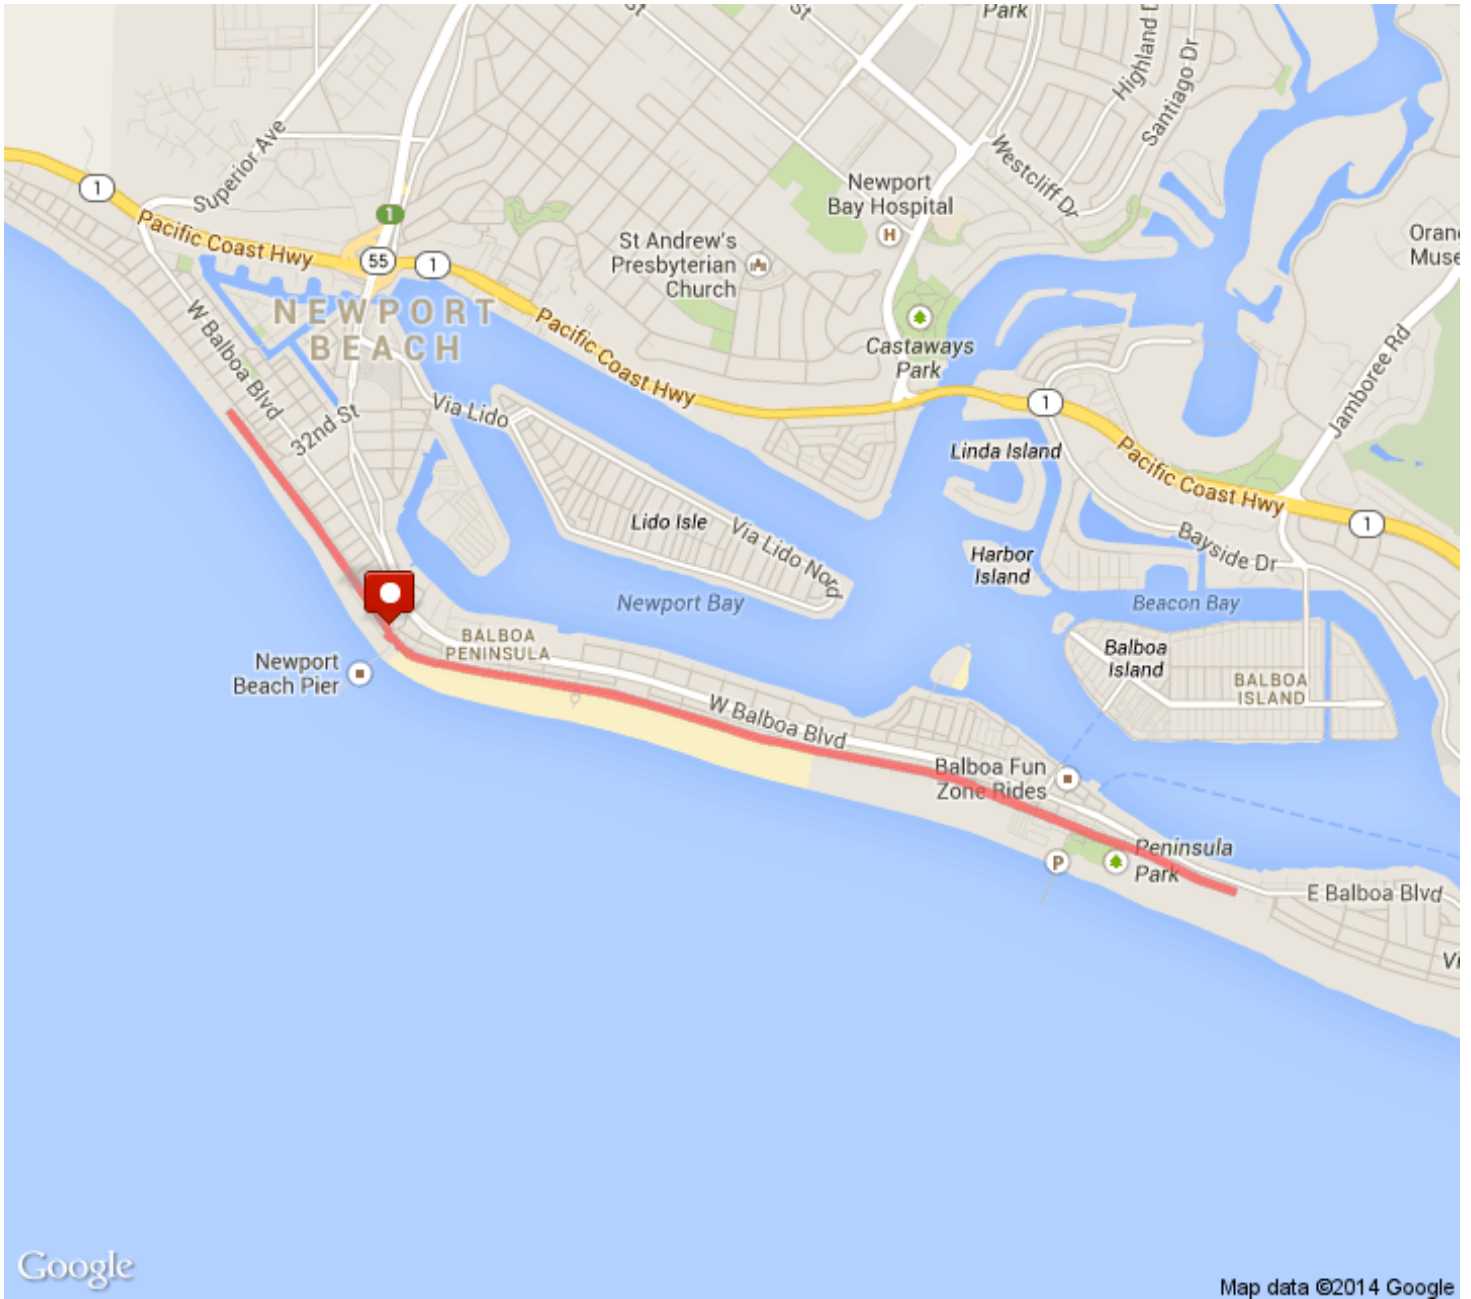 St
St
Park
Highland D
Santiago Dr
Superior Ave
Westcliff Dr
Newport
Bay Hospital
H
1
Pacific Coast Hwy
1
55
1
St Andrew's
Presbyterian
Church
Oran
Muse
NEWPORT
BEACH
W Balboa Blvd
Pacific Coast Hwy
Castaways
Park
Jamboree Rd
32nd St
Via Lido
1
Linda Island
Pacific Coast Hwy
1
Lido Isle
Via Lido Nord
Harbor
Island
Bayside Dr
Newport Bay
Beacon Bay
BALBOA
PENINSULA
Newport
Beach Pier
Balboa
Island
BALBOA
ISLAND
W Balboa Blvd
Balboa Fun
Zone Rides
P
Peninsula
Park
E Balboa Blvd
Vi
Google
Map data ©2014 Google